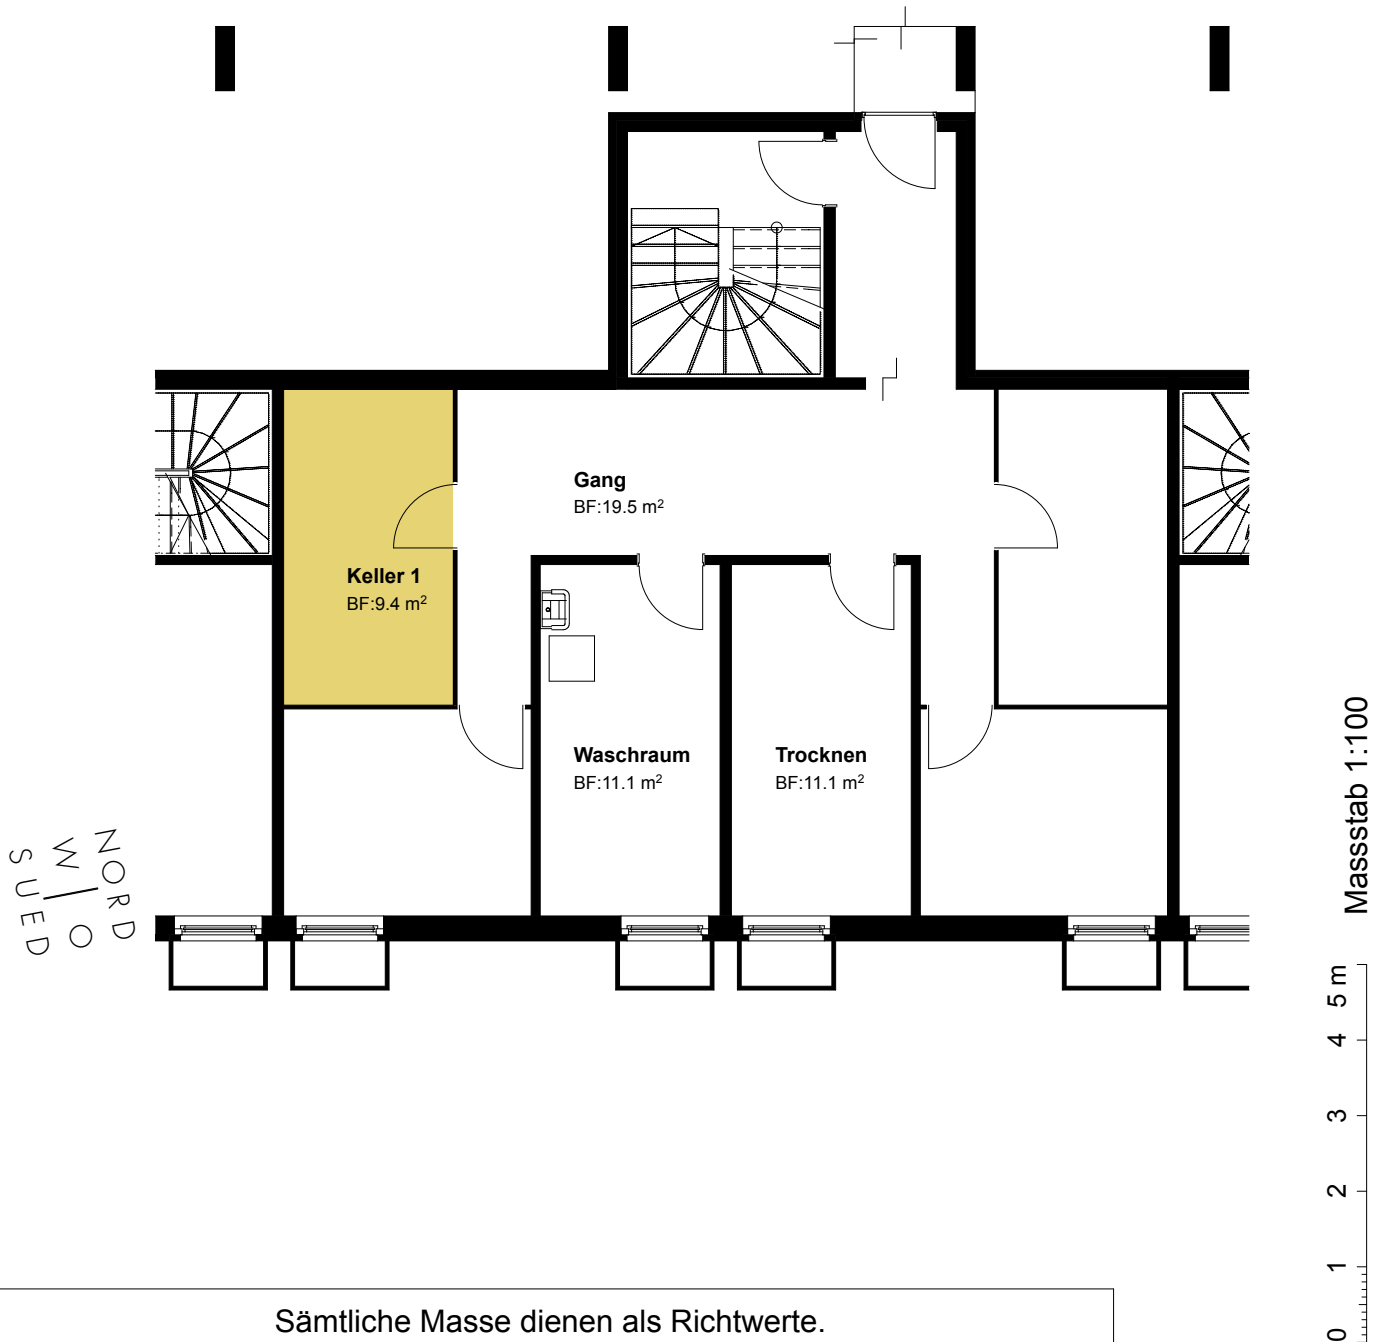 Gang
BF:19.5 m²
Keller 1
BF:9.4 m²
Waschraum
BF:11.1 m²
Trocknen
BF:11.1 m²
NORD
W O
SUED
Massstab 1:100
0 1 2 3 4 5 m
Sämtliche Masse dienen als Richtwerte.